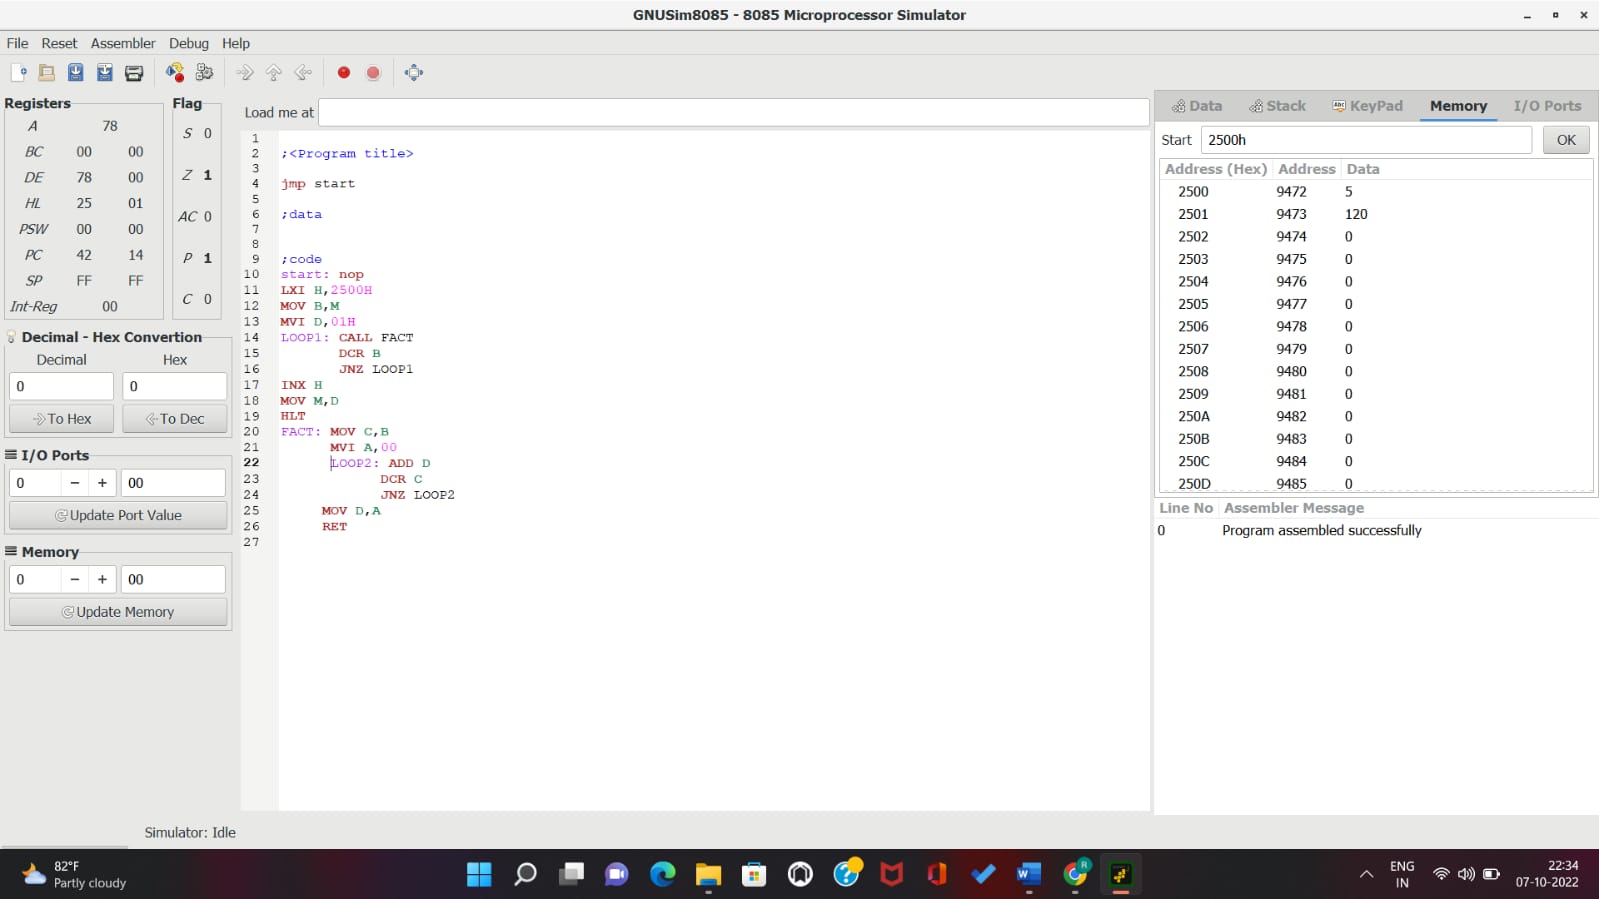 GNUSim8085 - 8085 Microprocessor Simulator
File Reset Assembler Debug Help
Registers
A 78
BC 00 00
DE 78 00
HL 25 01
PSW 00 00
PC 42 14
SP FF FF
Int-Reg 00
Flag
S 0
Z 1
AC 0
P 1
C 0
Decimal - Hex Convertion
Decimal Hex
0 0
To Hex To Dec
I/O Ports
0 - + 00
Update Port Value
Memory
0 - + 00
Update Memory
Load me at
1
2 ;<Program title>
3
4 jmp start
5
6 ;data
7
8
9 ;code
10 start: nop
11 LXI H,2500H
12 MOV B,M
13 MVI D,01H
14 LOOP1: CALL FACT
15 DCR B
16 JNZ LOOP1
17 INX H
18 MOV M,D
19 HLT
20 FACT: MOV C,B
21 MVI A,00
22 LOOP2: ADD D
23 DCR C
24 JNZ LOOP2
25 MOV D,A
26 RET
27
Data Stack Abc KeyPad Memory I/O Ports
Start 2500h OK
Address (Hex) Address Data
2500 9472 5
2501 9473 120
2502 9474 0
2503 9475 0
2504 9476 0
2505 9477 0
2506 9478 0
2507 9479 0
2508 9480 0
2509 9481 0
250A 9482 0
250B 9483 0
250C 9484 0
250D 9485 0
Line No Assembler Message
0 Program assembled successfully
Simulator: Idle
82°F
Partly cloudy
? W R
ENG
IN
22:34
07-10-2022